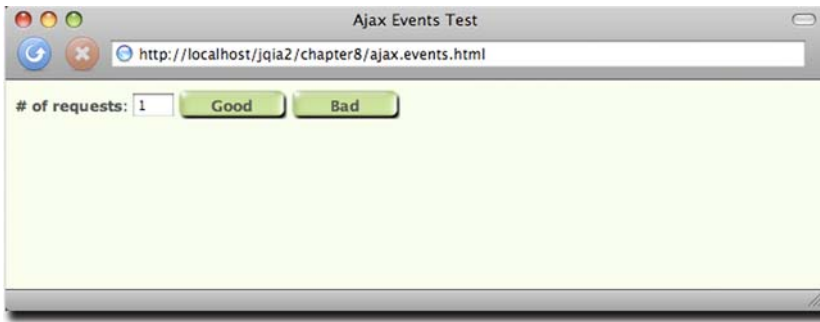 Ajax Events Test
http://localhost/jqia2/chapter8/ajax.events.html
# of requests: 1 Good Bad